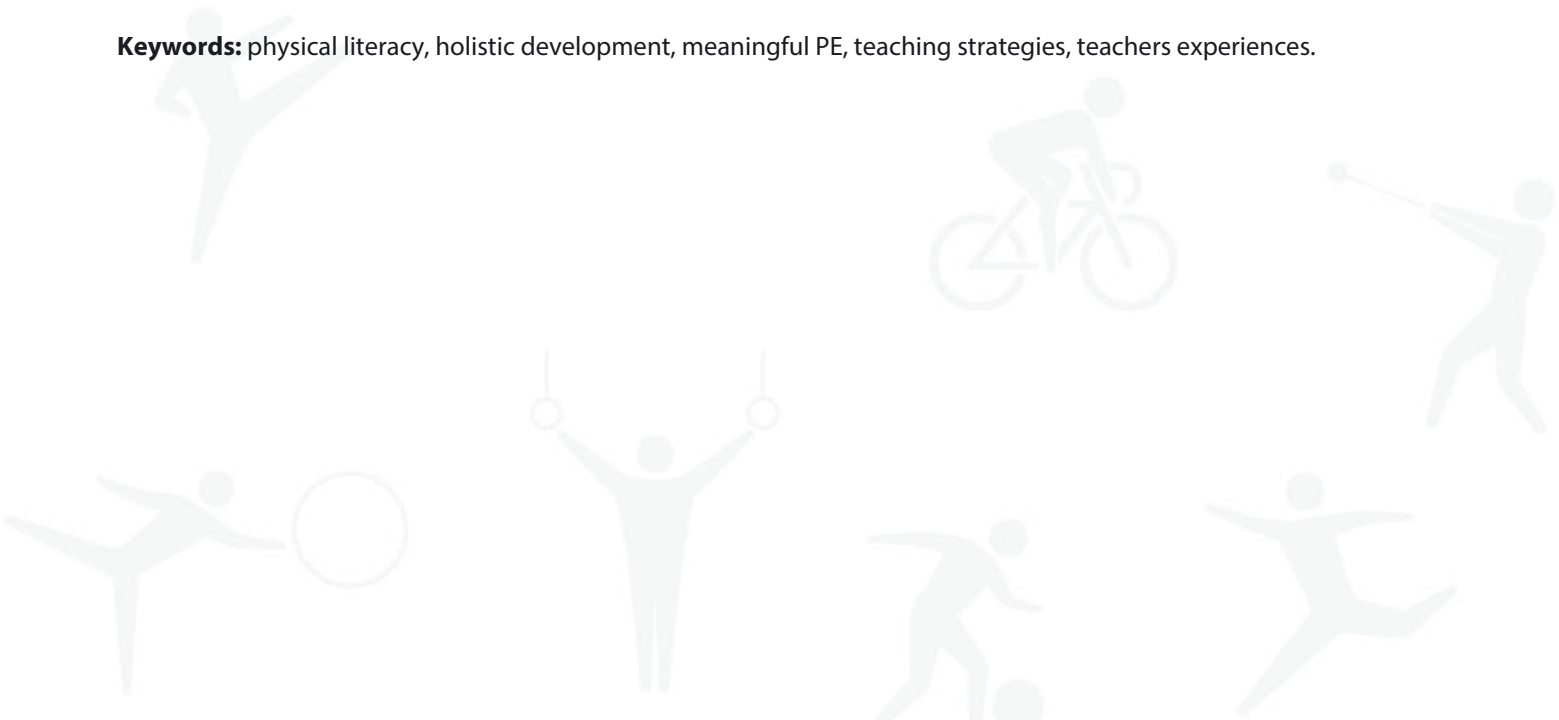 Keywords: physical literacy, holistic development, meaningful PE, teaching strategies, teachers experiences.